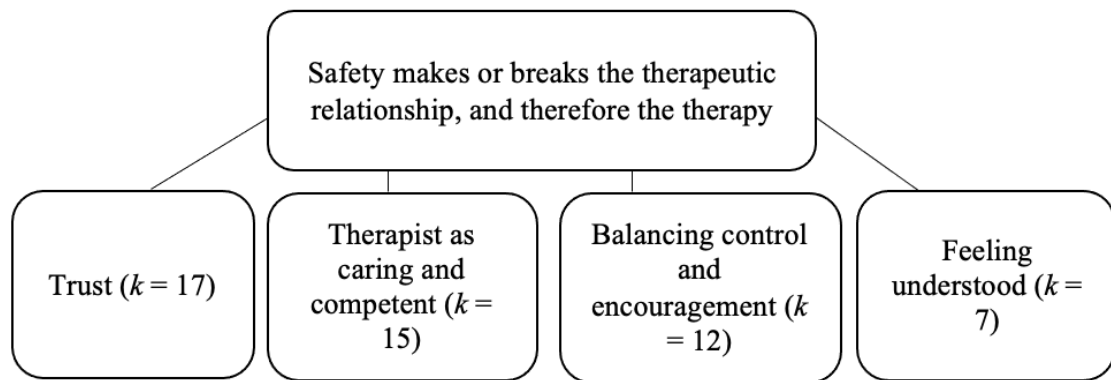 Safety makes or breaks the therapeutic
relationship, and therefore the therapy
Trust (k = 17)
Therapist as
caring and
competent (k =
15)
Balancing control
and
encouragement (k
= 12)
Feeling
understood (k =
7)